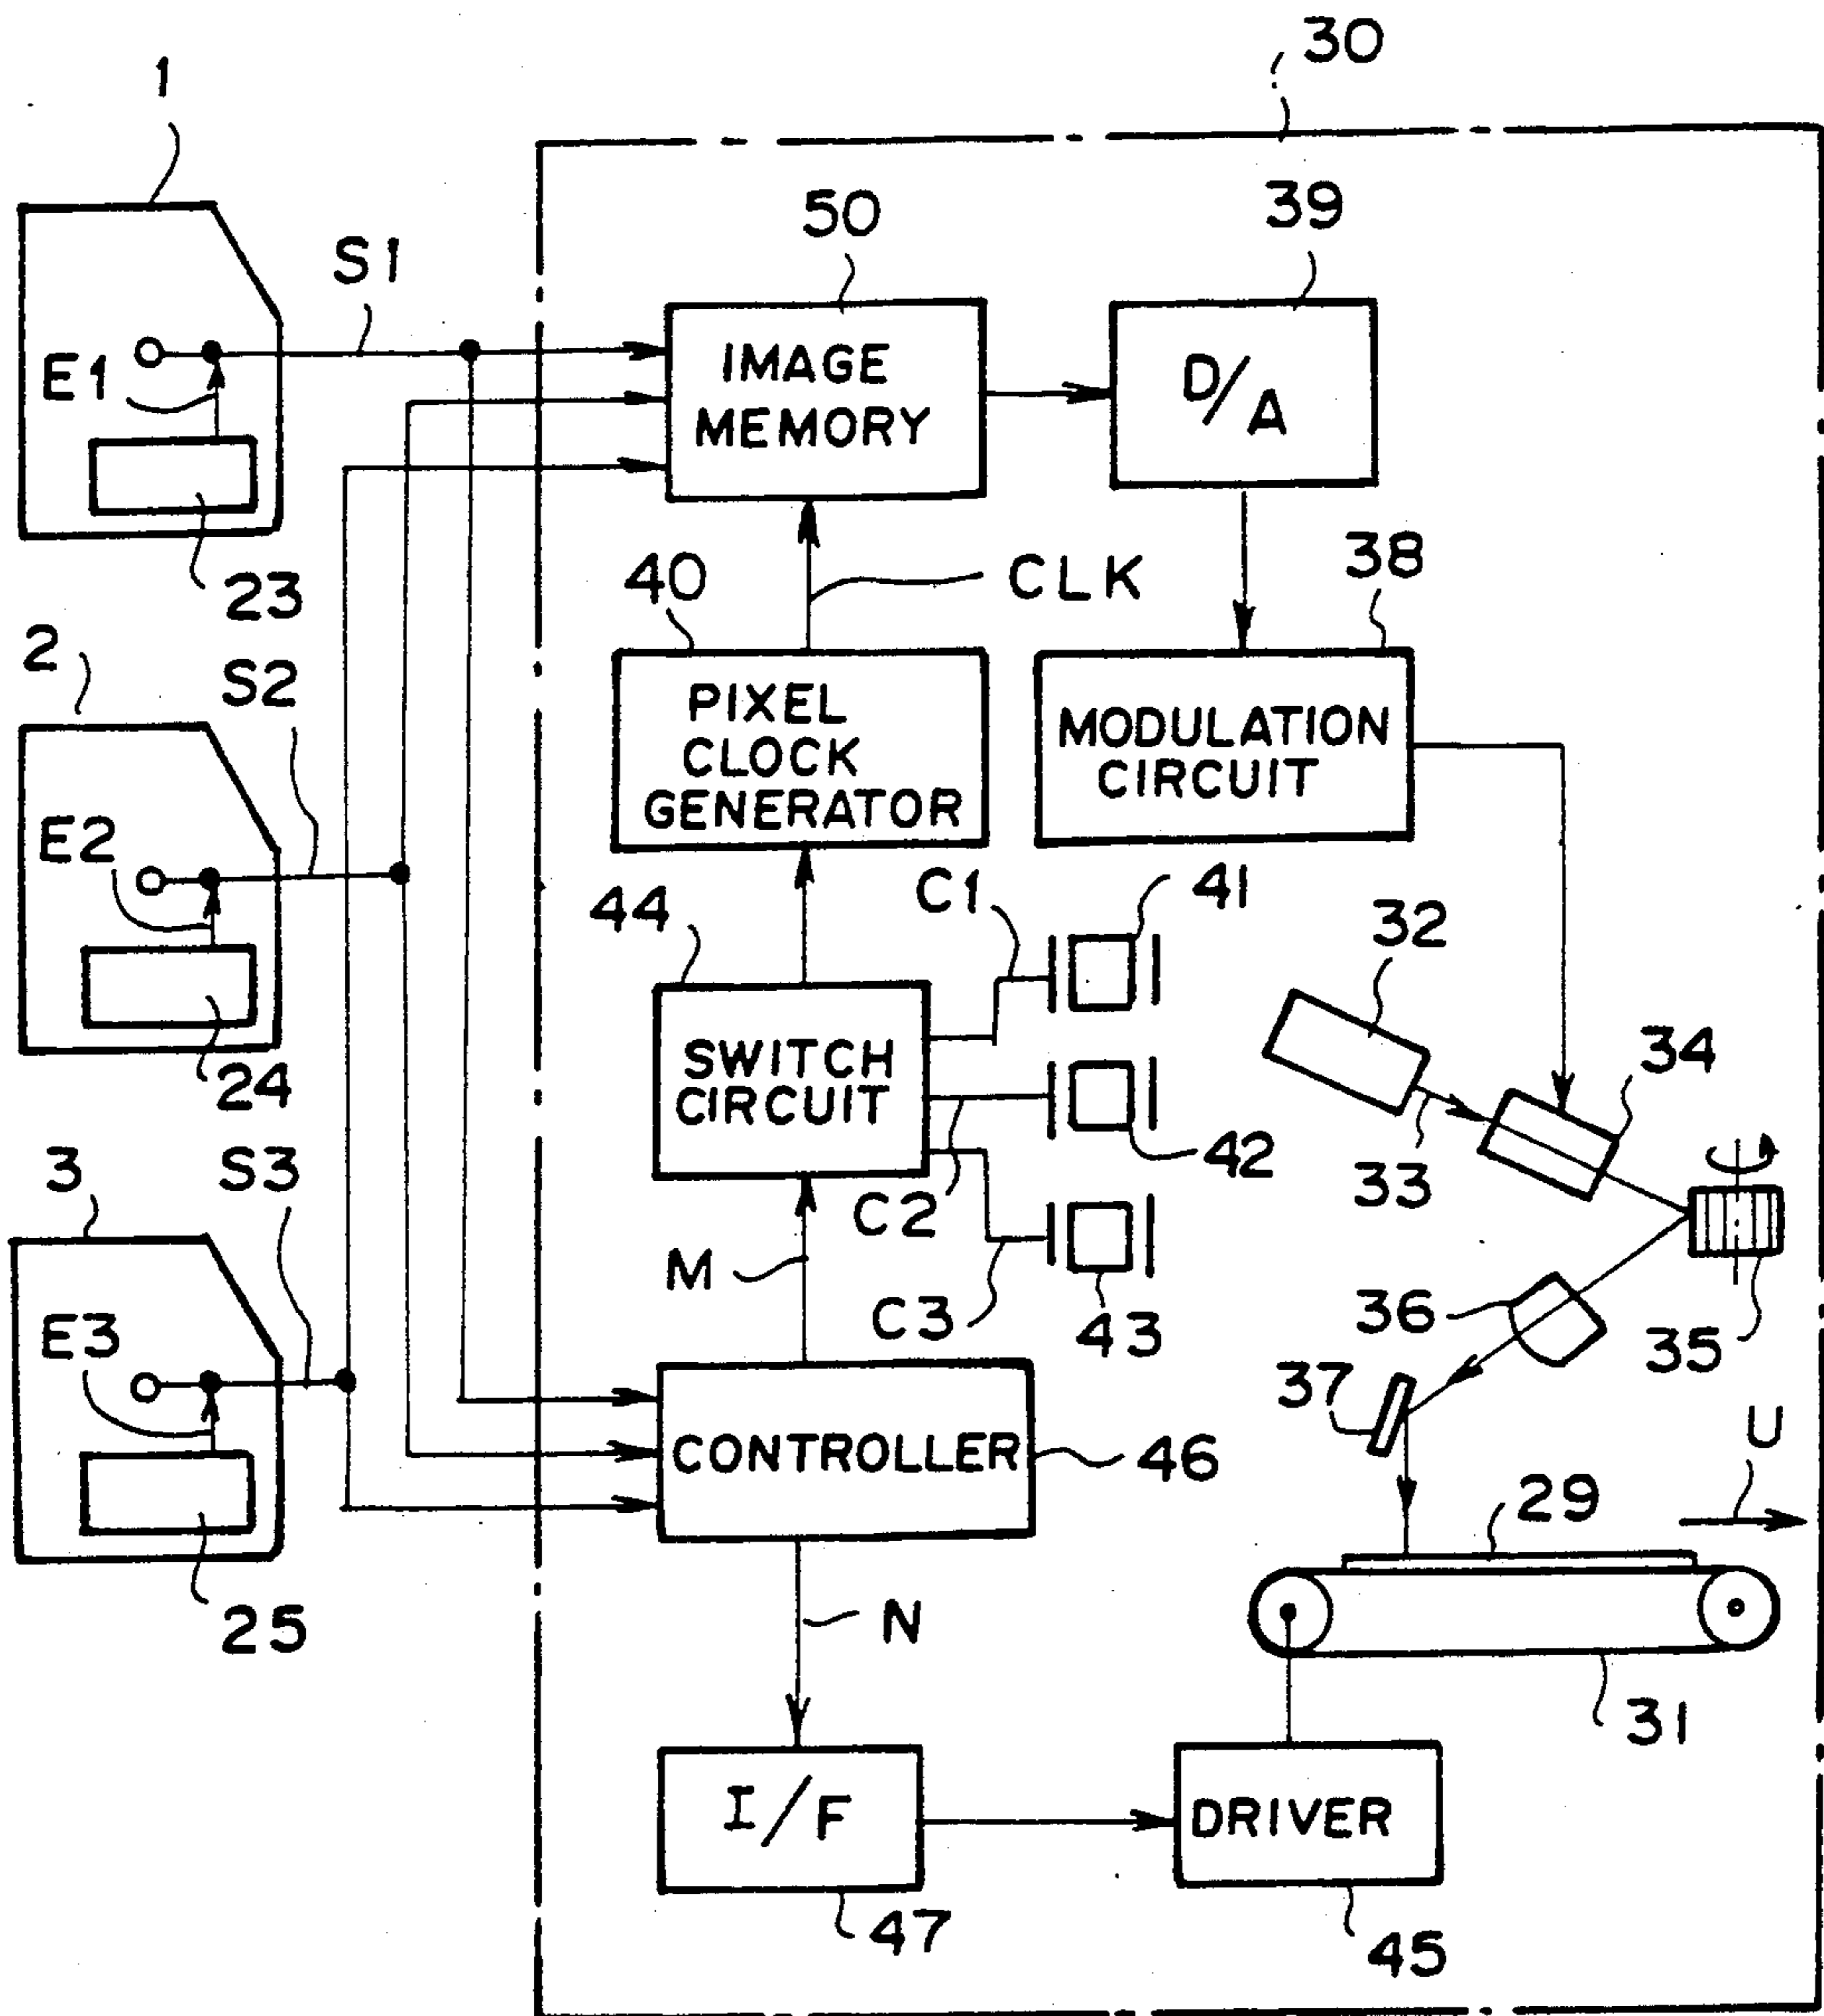 30
1
50
39
S1
E1
IMAGE
MEMORY
D/A
23
40
CLK
38
2
S2
PIXEL
CLOCK
GENERATOR
MODULATION
CIRCUIT
E2
44
C1
41
32
24
SWITCH
CIRCUIT
34
42
33
3
S3
C2
M
C3
43
36
35
E3
37
U
CONTROLLER
46
29
25
N
31
I/F
DRIVER
47
45